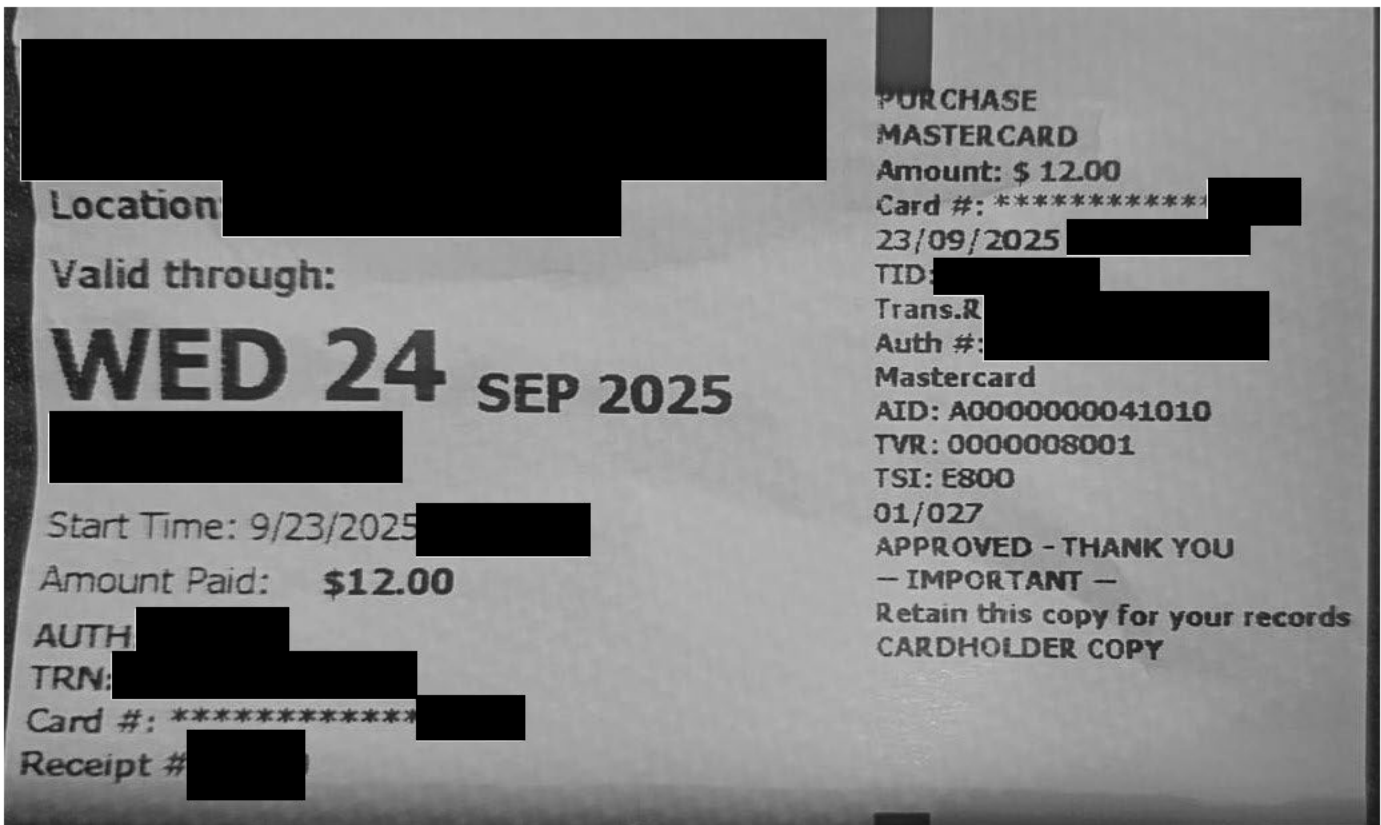 Location:
Valid through:
WED 24 SEP 2025
Start Time: 9/23/2025
Amount Paid: $12.00
AUTH
TRN:
Card #: ************
Receipt #
PURCHASE
MASTERCARD
Amount: $ 12.00
Card #: ************
23/09/2025
TID:
Trans.R
Auth #:
Mastercard
AID: A0000000041010
TVR: 0000008001
TSI: E800
01/027
APPROVED - THANK YOU
— IMPORTANT —
Retain this copy for your records
CARDHOLDER COPY